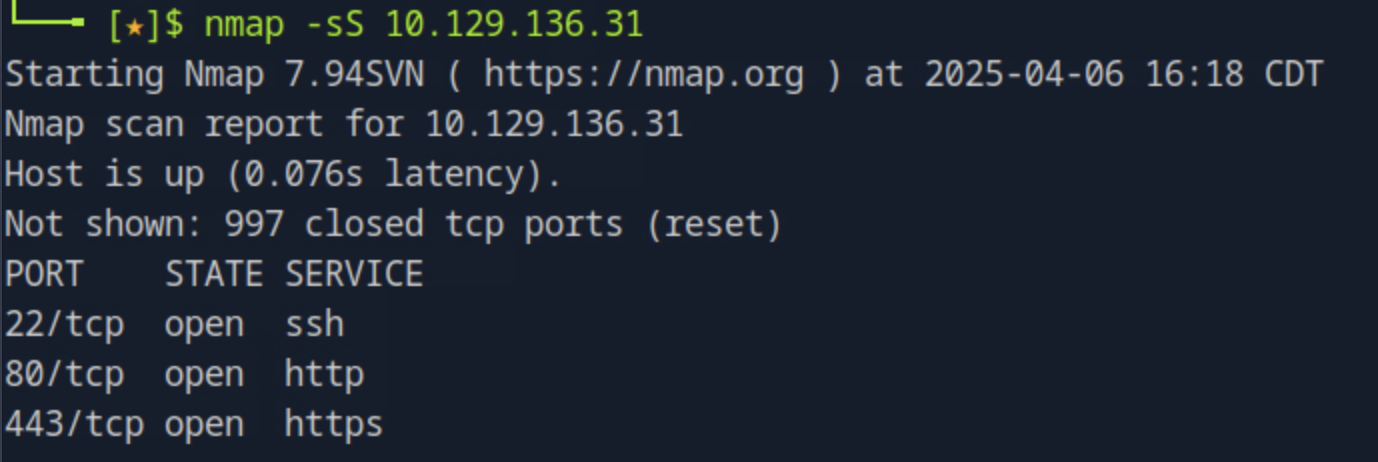 [★]$ nmap -sS 10.129.136.31
Starting Nmap 7.94SVN ( https://nmap.org ) at 2025-04-06 16:18 CDT
Nmap scan report for 10.129.136.31
Host is up (0.076s latency).
Not shown: 997 closed tcp ports (reset)
PORT    STATE SERVICE
22/tcp  open  ssh
80/tcp  open  http
443/tcp open  https